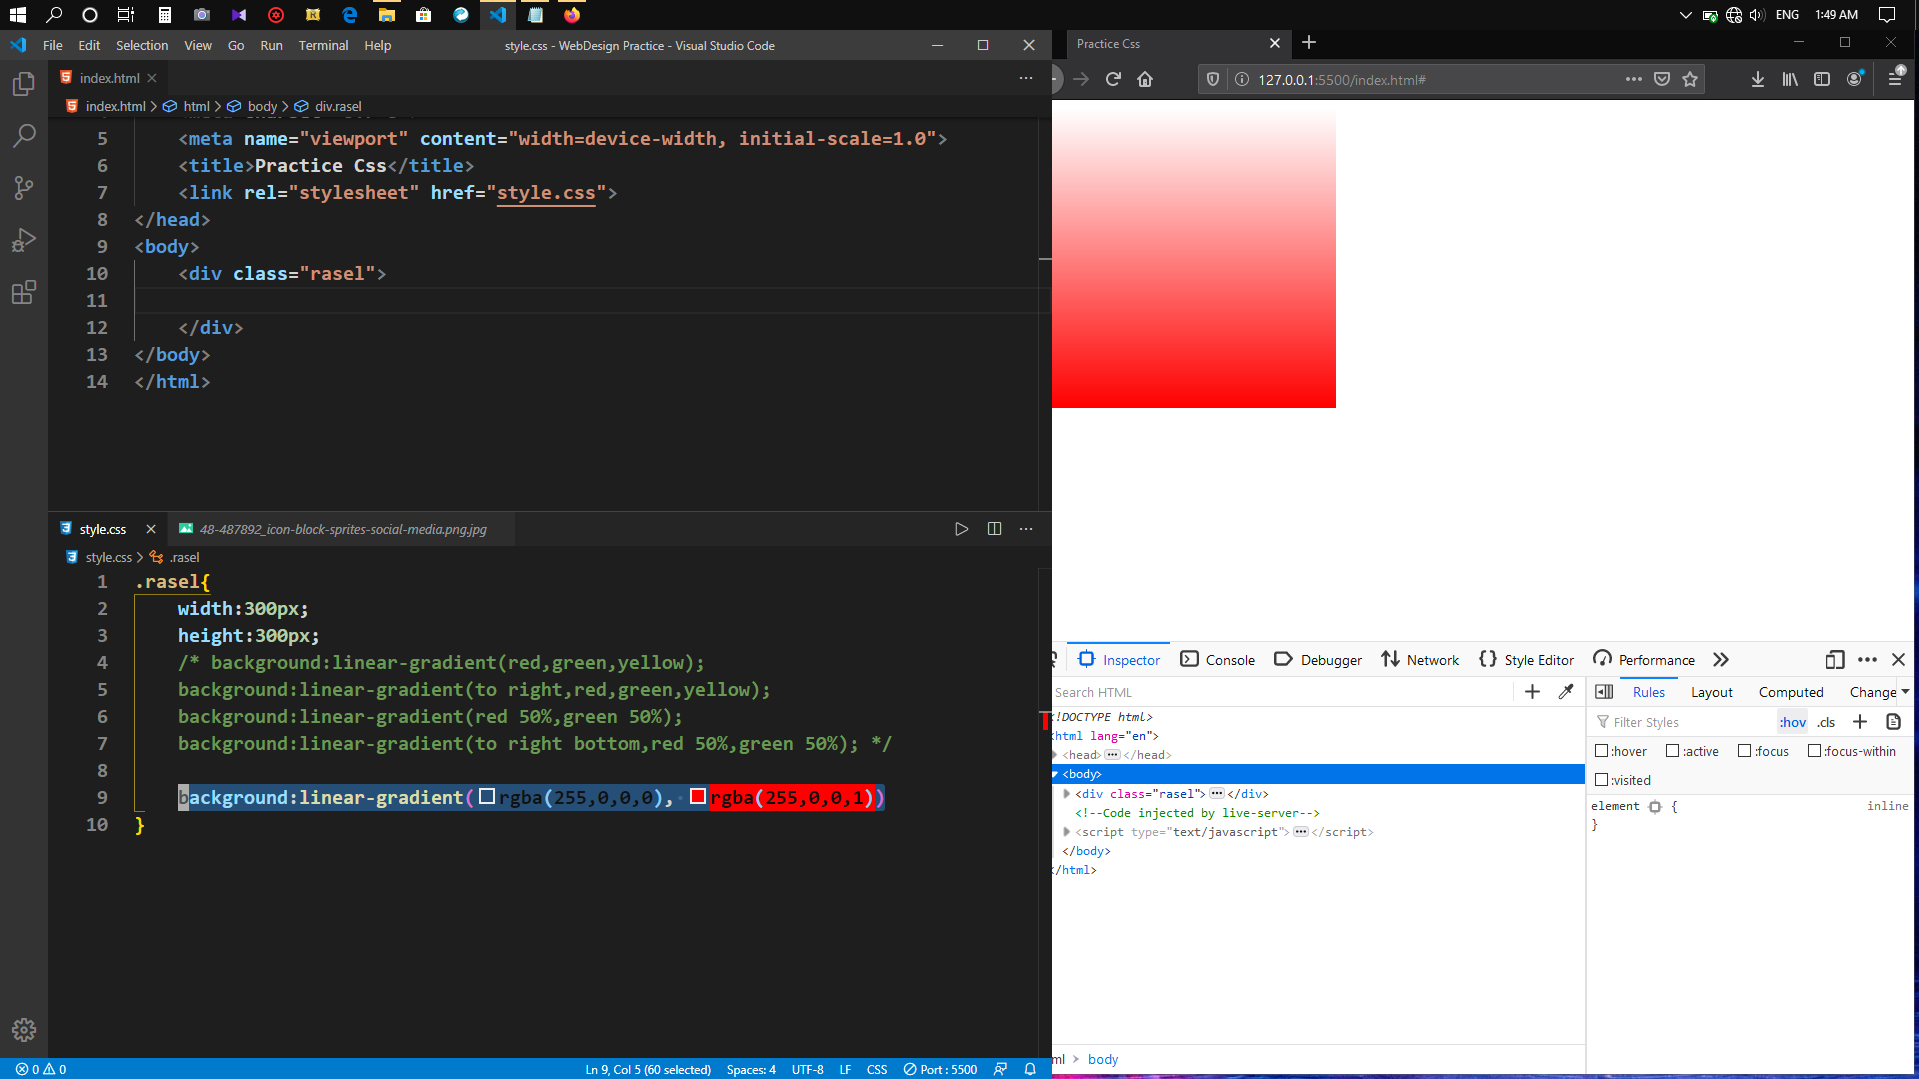 ENG 1:49 AM
File Edit Selection View Go Run Terminal Help style.css - WebDesign Practice - Visual Studio Code
index.html
index.html > html > body > div.rasel
5 <meta name="viewport" content="width=device-width, initial-scale=1.0">
6 <title>Practice Css</title>
7 <link rel="stylesheet" href="style.css">
8 </head>
9 <body>
10 <div class="rasel">
11
12 </div>
13 </body>
14 </html>
style.css 48-487892_icon-block-sprites-social-media.png.jpg
style.css > .rasel
1 .rasel{
2 width:300px;
3 height:300px;
4 /* background:linear-gradient(red,green,yellow);
5 background:linear-gradient(to right,red,green,yellow);
6 background:linear-gradient(red 50%,green 50%);
7 background:linear-gradient(to right bottom,red 50%,green 50%); */
8
9 background:linear-gradient(rgba(255,0,0,0), rgba(255,0,0,1))
10 }
0 0 Ln 9, Col 5 (60 selected) Spaces: 4 UTF-8 LF CSS Port : 5500
Practice Css
127.0.0.1:5500/index.html#
Inspector Console Debugger Network Style Editor Performance
Search HTML
Rules Layout Computed Change
Filter Styles :hov .cls
:hover :active :focus :focus-within
:visited
element { inline
}
!DOCTYPE html>
html lang="en">
<head></head>
<body>
<div class="rasel"></div>
<!--Code injected by live-server-->
<script type="text/javascript"></script>
</body>
/html>
ml > body